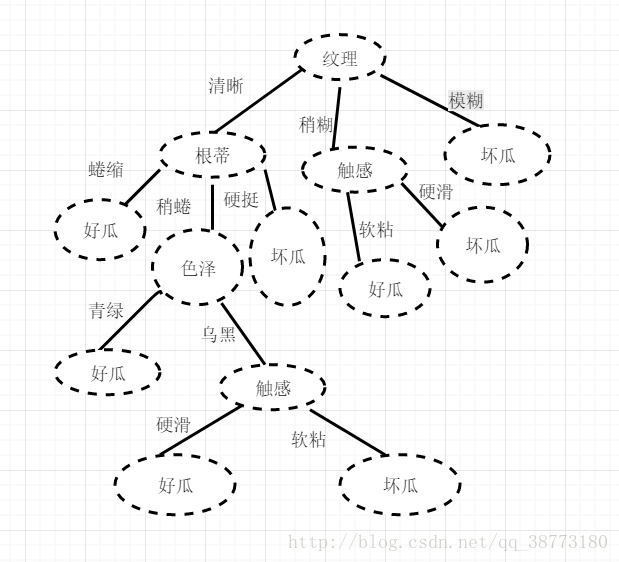 纹理
清晰
模糊
稍糊
根蒂
坏瓜
触感
蜷缩
稍蜷
硬挺
硬滑
好瓜
软粘
坏瓜
坏瓜
色泽
好瓜
青绿
乌黑
好瓜
触感
硬滑
软粘
好瓜
坏瓜
http://blog.csdn.net/qq_38773180